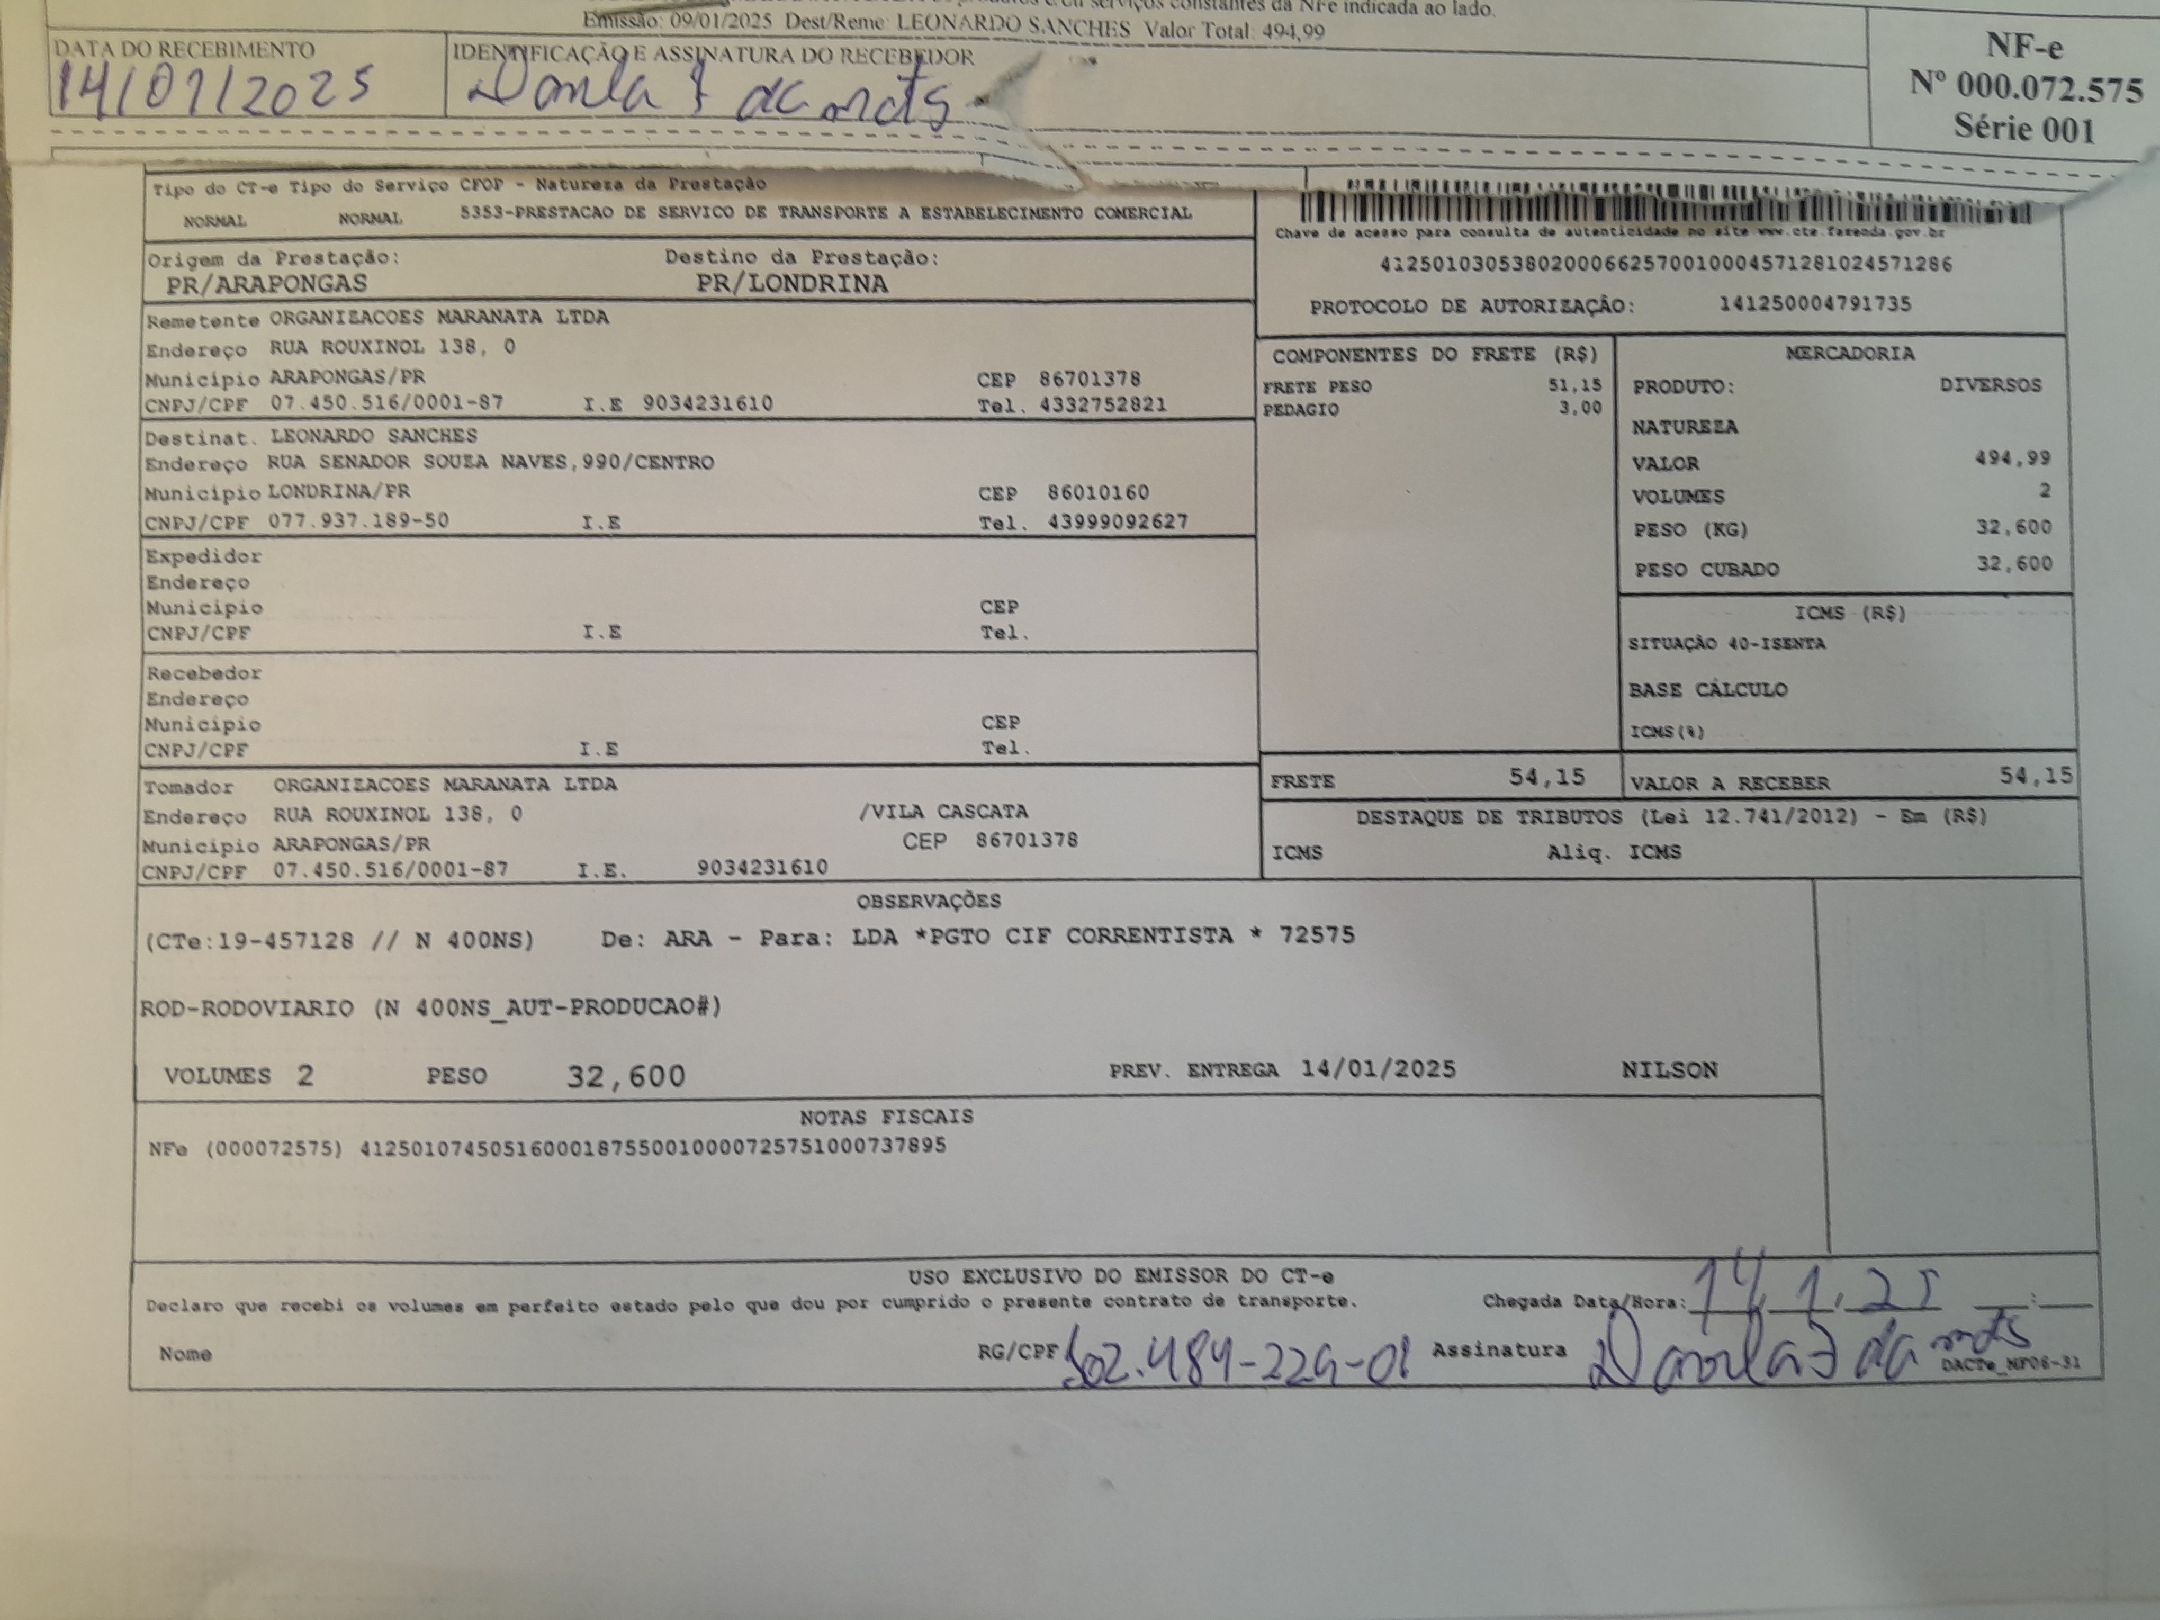 serviços constantes da NFe indicada ao lado.
Emissão: 09/01/2025 Dest/Reme: LEONARDO SANCHES Valor Total: 494,99
DATA DO RECEBIMENTO IDENTIFICAÇÃO E ASSINATURA DO RECEBEDOR
14/01/2025
NF-e
Nº 000.072.575
Série 001
Tipo do CT-e Tipo do Serviço CFOP - Natureza da Prestação
NORMAL NORMAL 5353-PRESTACAO DE SERVICO DE TRANSPORTE A ESTABELECIMENTO COMERCIAL
Chave de acesso para consulta de autenticidade no site www.cte.fazenda.gov.br
41250103053802000662570010004571281024571286
PROTOCOLO DE AUTORIZAÇÃO: 141250004791735
Origem da Prestação: Destino da Prestação:
PR/ARAPONGAS PR/LONDRINA
Remetente ORGANIZACOES MARANATA LTDA
Endereço RUA ROUXINOL 138, 0
Município ARAPONGAS/PR CEP 86701378
CNPJ/CPF 07.450.516/0001-87 I.E 9034231610 Tel. 4332752821
Destinat. LEONARDO SANCHES
Endereço RUA SENADOR SOUZA NAVES,990/CENTRO
Município LONDRINA/PR CEP 86010160
CNPJ/CPF 077.937.189-50 I.E Tel. 43999092627
Expedidor
Endereço
Município CEP
CNPJ/CPF I.E Tel.
Recebedor
Endereço
Município CEP
CNPJ/CPF I.E Tel.
Tomador ORGANIZACOES MARANATA LTDA
Endereço RUA ROUXINOL 138, 0 /VILA CASCATA
Município ARAPONGAS/PR CEP 86701378
CNPJ/CPF 07.450.516/0001-87 I.E. 9034231610
COMPONENTES DO FRETE (R$)
FRETE PESO 51,15
PEDAGIO 3,00
MERCADORIA
PRODUTO: DIVERSOS
NATUREZA
VALOR 494,99
VOLUMES 2
PESO (KG) 32,600
PESO CUBADO 32,600
ICMS (R$)
SITUAÇÃO 40-ISENTA
BASE CÁLCULO
ICMS(%)
FRETE 54,15 VALOR A RECEBER 54,15
DESTAQUE DE TRIBUTOS (Lei 12.741/2012) - Em (R$)
ICMS Aliq. ICMS
OBSERVAÇÕES
(CTe:19-457128 // N 400NS) De: ARA - Para: LDA *PGTO CIF CORRENTISTA * 72575
ROD-RODOVIARIO (N 400NS_AUT-PRODUCAO#)
VOLUMES 2 PESO 32,600 PREV. ENTREGA 14/01/2025 NILSON
NOTAS FISCAIS
NFe (000072575) 41250107450516000187550010000725751000737895
USO EXCLUSIVO DO EMISSOR DO CT-e
Declaro que recebi os volumes em perfeito estado pelo que dou por cumprido o presente contrato de transporte. Chegada Data/Hora: 14.1.25 :
Nome RG/CPF Assinatura
DACTe_MF06-31